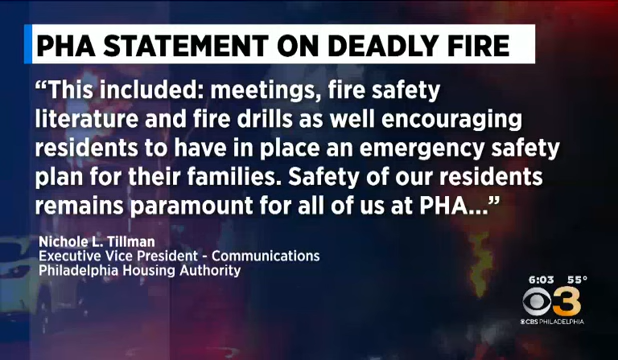 PHA STATEMENT ON DEADLY FIRE
“This included: meetings, fire safety
literature and fire drills as well encouraging
residents to have in place an emergency safety
plan for their families. Safety of our residents
remains paramount for all of us at PHA...”
Nichole L. Tillman
Executive Vice President - Communications
Philadelphia Housing Authority
6:03 55°
3
CBS PHILADELPHIA